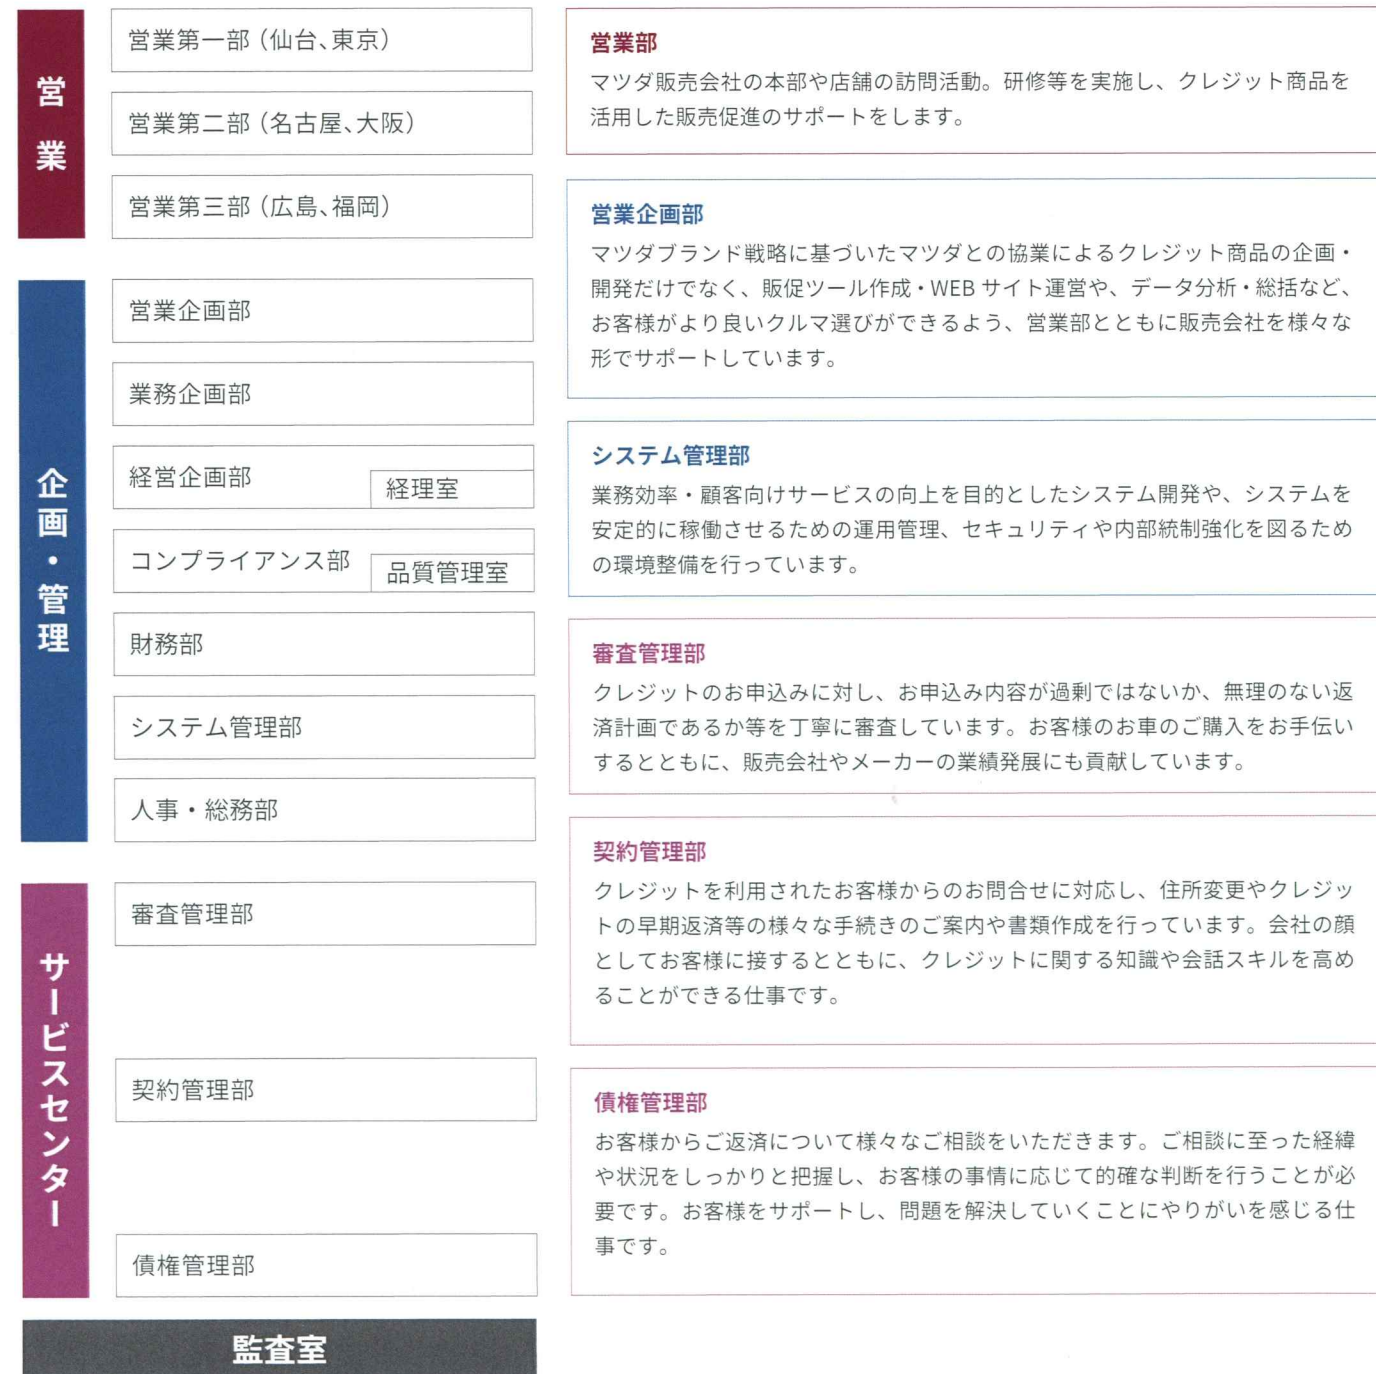 営業
営業第一部（仙台、東京）
営業第二部（名古屋、大阪）
営業第三部（広島、福岡）
企画・管理
営業企画部
業務企画部
経営企画部
経理室
コンプライアンス部
品質管理室
財務部
システム管理部
人事・総務部
サービスセンター
審査管理部
契約管理部
債権管理部
監査室
営業部
マツダ販売会社の本部や店舗の訪問活動。研修等を実施し、クレジット商品を
活用した販売促進のサポートをします。
営業企画部
マツダブランド戦略に基づいたマツダとの協業によるクレジット商品の企画・
開発だけでなく、販促ツール作成・WEB サイト運営や、データ分析・総括など、
お客様がより良いクルマ選びができるよう、営業部とともに販売会社を様々な
形でサポートしています。
システム管理部
業務効率・顧客向けサービスの向上を目的としたシステム開発や、システムを
安定的に稼働させるための運用管理、セキュリティや内部統制強化を図るため
の環境整備を行っています。
審査管理部
クレジットのお申込みに対し、お申込み内容が過剰ではないか、無理のない返
済計画であるか等を丁寧に審査しています。お客様のお車のご購入をお手伝い
するとともに、販売会社やメーカーの業績発展にも貢献しています。
契約管理部
クレジットを利用されたお客様からのお問合せに対応し、住所変更やクレジッ
トの早期返済等の様々な手続きのご案内や書類作成を行っています。会社の顔
としてお客様に接するとともに、クレジットに関する知識や会話スキルを高め
ることができる仕事です。
債権管理部
お客様からご返済について様々なご相談をいただきます。ご相談に至った経緯
や状況をしっかりと把握し、お客様の事情に応じて的確な判断を行うことが必
要です。お客様をサポートし、問題を解決していくことにやりがいを感じる仕
事です。